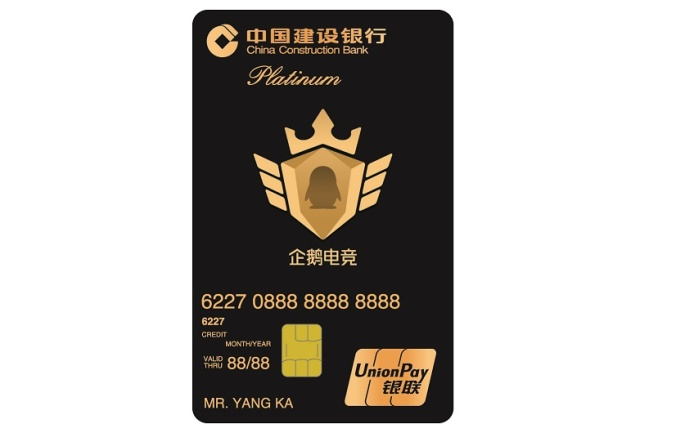 中国建设银行
China Construction Bank
Platinum
企鹅电竞
6227 0888 8888 8888
6227
CREDIT
MONTH/YEAR
VALID
THRU 88/88
MR. YANG KA
UnionPay
银联